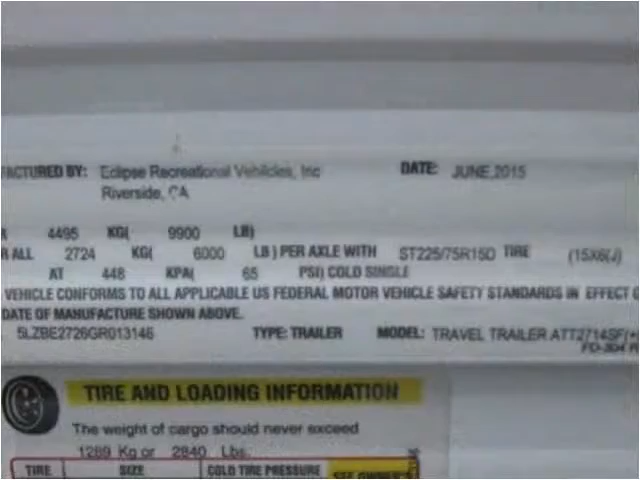 FACTURED BY: Eclipse Recreational Vehicles, Inc DATE: JUNE, 2015
Riverside, CA
4495 KG( 9900 LB)
R ALL 2724 KG( 6000 LB) PER AXLE WITH ST225/75R15D TIRE (15X6(J)
AT 448 KPA( 65 PSI) COLD SINGLE
VEHICLE CONFORMS TO ALL APPLICABLE US FEDERAL MOTOR VEHICLE SAFETY STANDARDS IN EFFECT
DATE OF MANUFACTURE SHOWN ABOVE.
5LZBE2726GR013146 TYPE: TRAILER MODEL: TRAVEL TRAILER ATT2714SF
TIRE AND LOADING INFORMATION
The weight of cargo should never exceed
1289 Kg or 2840 Lbs.
TIRE SIZE COLD TIRE PRESSURE SEE OWNER'S